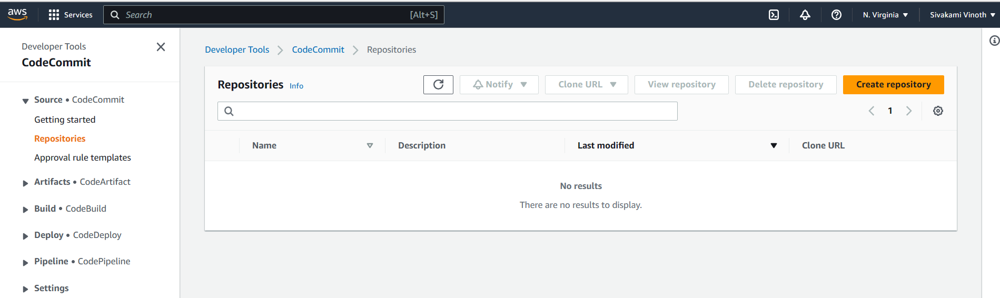 aws Services Search [Alt+S] N. Virginia Sivakami Vinoth
Developer Tools
CodeCommit
Source • CodeCommit
Getting started
Repositories
Approval rule templates
Artifacts • CodeArtifact
Build • CodeBuild
Deploy • CodeDeploy
Pipeline • CodePipeline
Settings
Developer Tools CodeCommit Repositories
Repositories Info Notify Clone URL View repository Delete repository Create repository
1
Name Description Last modified Clone URL
No results
There are no results to display.